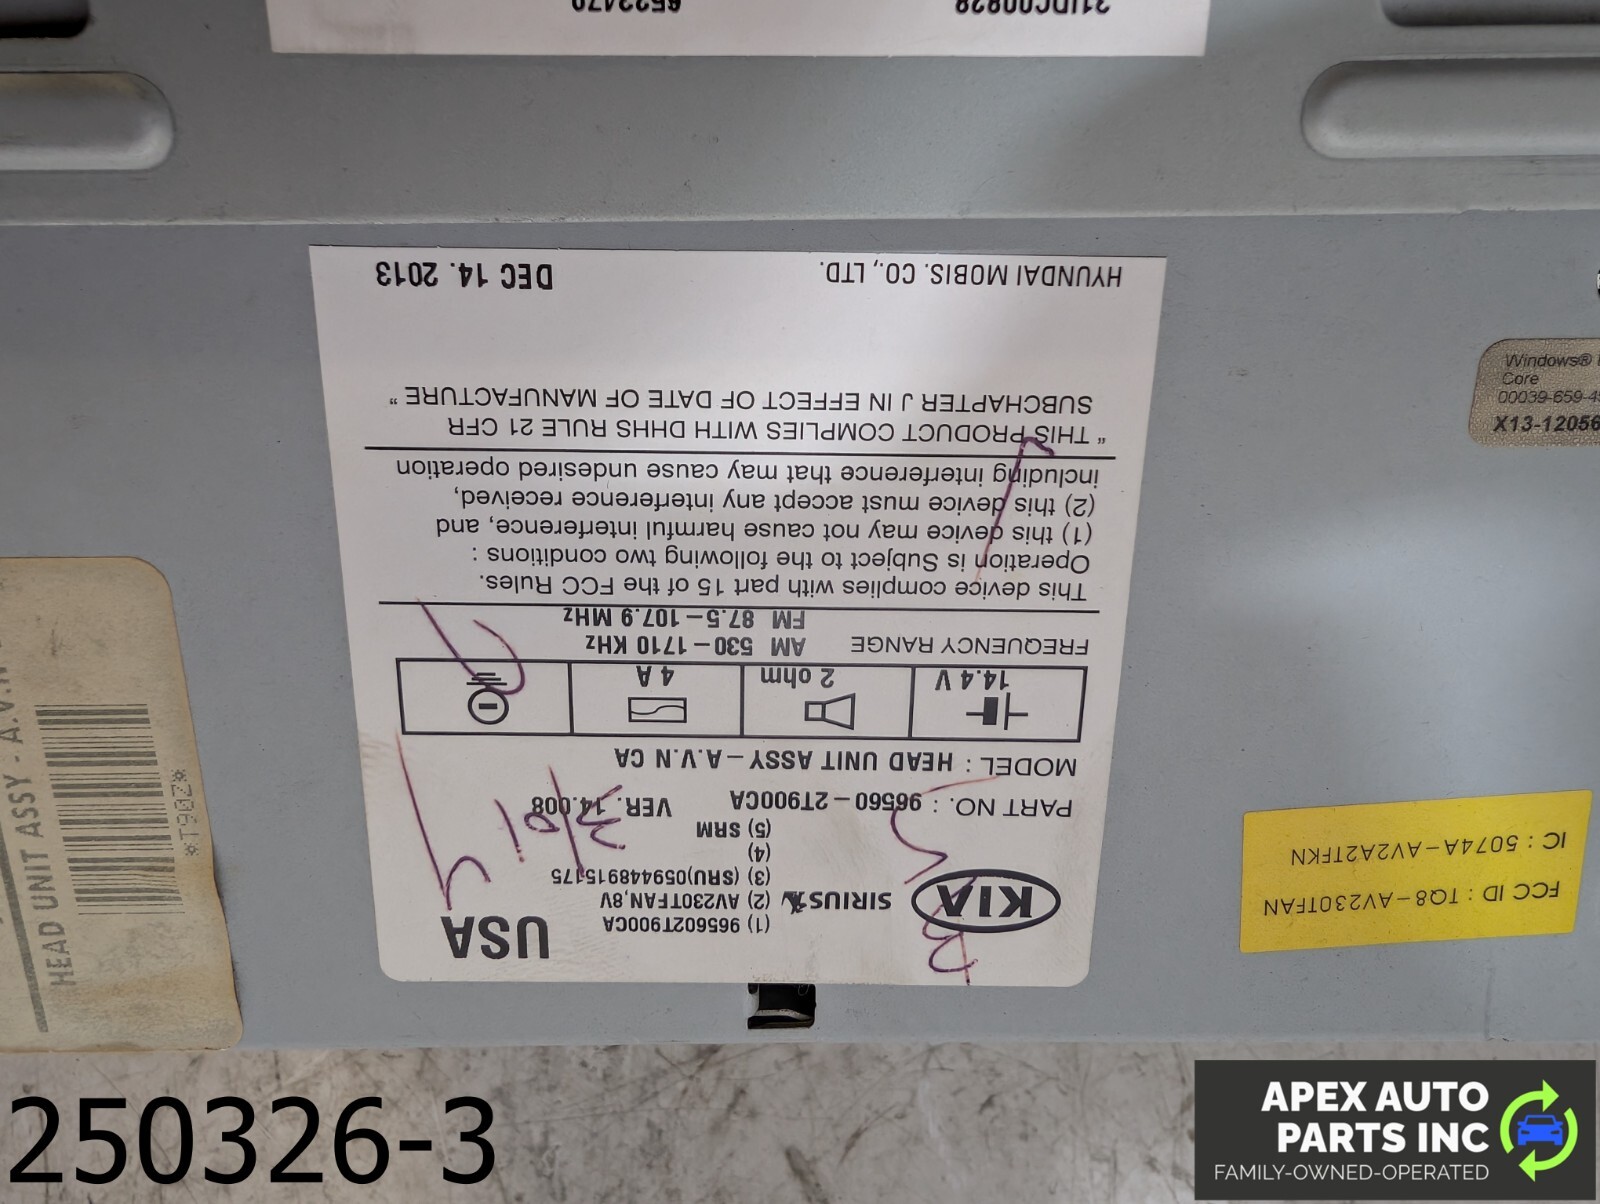 USA
KIA
SIRIUS
(1) 965602T900CA
(2) AV230TFAN,8V
(3) (SRU)059448915175
(4)
(5) SRM
PART NO. : 96560-2T900CA VER. 14.008
MODEL : HEAD UNIT ASSY-A.V.N CA
14.4 V
2 ohm
4 A
FREQUENCY RANGE
AM 530-1710 KHz
FM 87.5-107.9 MHz
This device complies with part 15 of the FCC Rules.
Operation is Subject to the following two conditions :
(1) this device may not cause harmful interference, and
(2) this device must accept any interference received,
including interference that may cause undesired operation
" THIS PRODUCT COMPLIES WITH DHHS RULE 21 CFR
SUBCHAPTER J IN EFFECT OF DATE OF MANUFACTURE "
HYUNDAI MOBIS. CO., LTD. DEC 14. 2013
FCC ID : TQ8-AV230TFAN
IC : 5074A-AV2A2TFKN
Windows®
Core
00039-659-4
X13-12056
HEAD UNIT ASSY - A.V.N
*T90Z*
250326-3
APEX AUTO
PARTS INC
FAMILY-OWNED-OPERATED